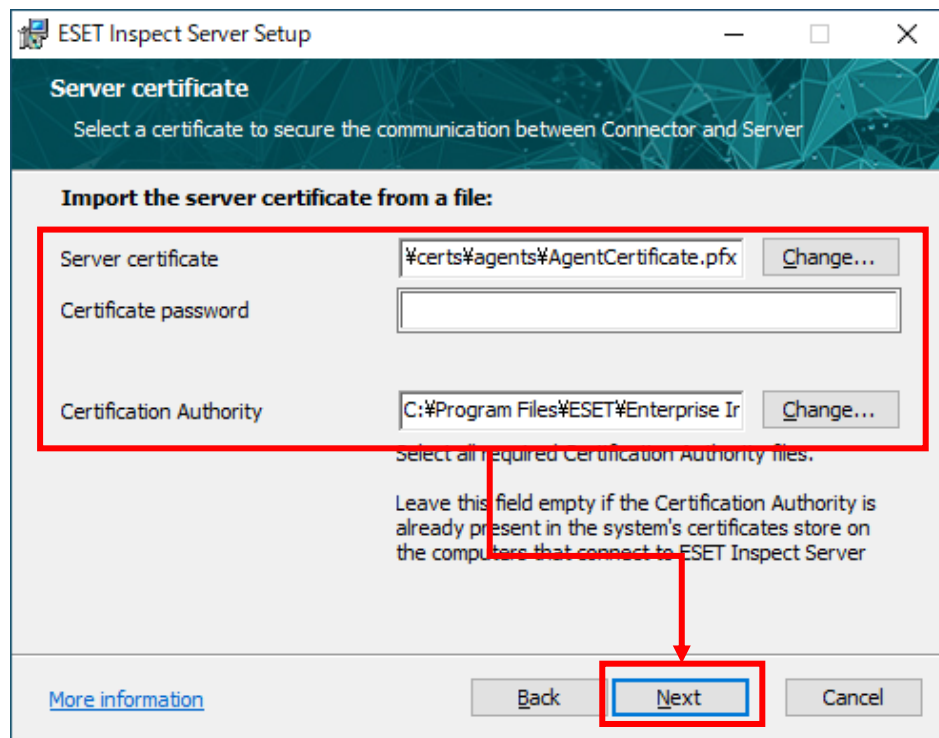 ESET Inspect Server Setup
Server certificate
Select a certificate to secure the communication between Connector and Server
Import the server certificate from a file:
Server certificate
¥certs¥agents¥AgentCertificate.pfx
Change...
Certificate password
Certification Authority
C:¥Program Files¥ESET¥Enterprise Ir
Change...
Select all required Certification Authority files.
Leave this field empty if the Certification Authority is
already present in the system's certificates store on
the computers that connect to ESET Inspect Server
More information
Back
Next
Cancel